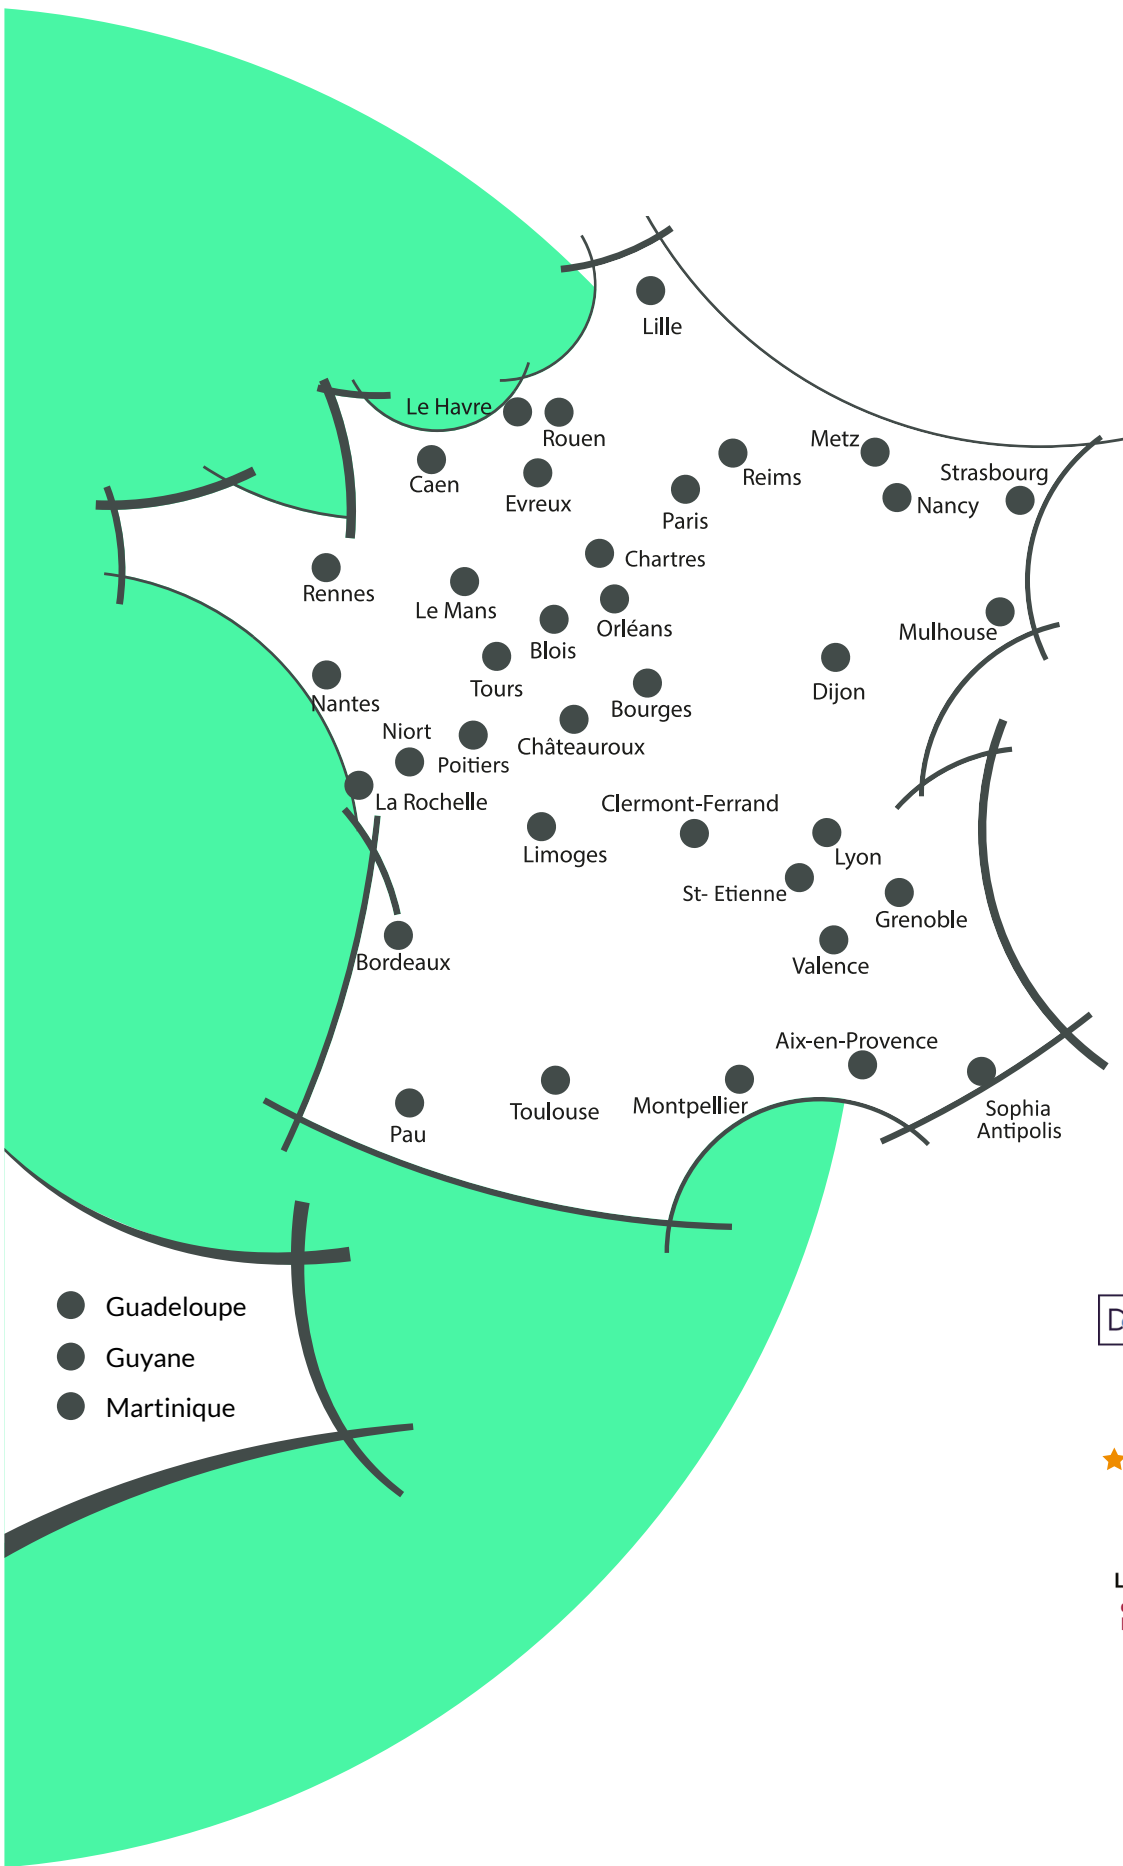 Lille
Le Havre
Rouen
Caen
Evreux
Reims
Metz
Strasbourg
Nancy
Paris
Chartres
Rennes
Le Mans
Orléans
Blois
Mulhouse
Tours
Dijon
Nantes
Bourges
Niort
Châteauroux
Poitiers
La Rochelle
Clermont-Ferrand
Limoges
Lyon
St- Etienne
Grenoble
Bordeaux
Valence
Aix-en-Provence
Toulouse
Montpellier
Pau
Sophia
Antipolis
Guadeloupe
Guyane
Martinique
D
L